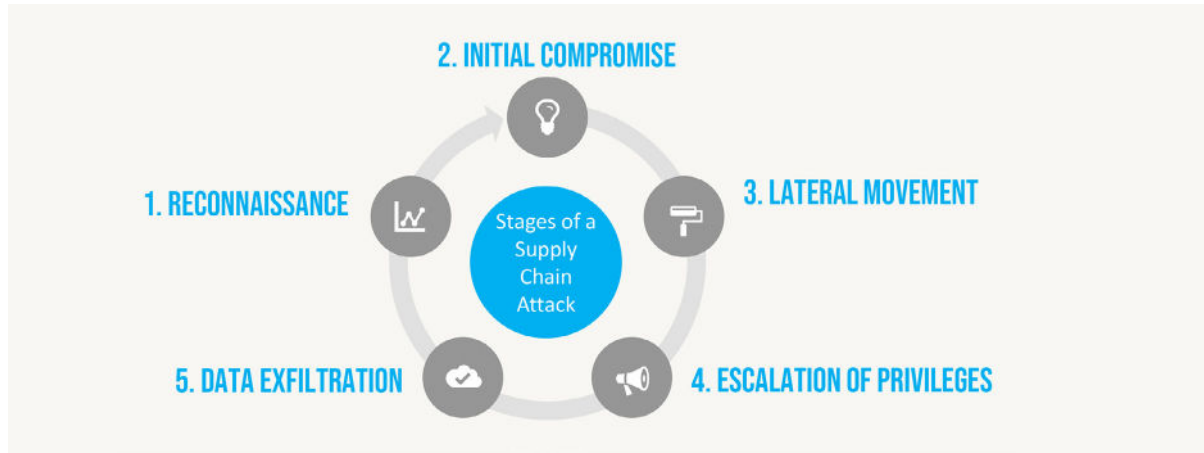 2. INITIAL COMPROMISE
1. RECONNAISSANCE
3. LATERAL MOVEMENT
Stages of a
Supply
Chain
Attack
5. DATA EXFILTRATION
4. ESCALATION OF PRIVILEGES